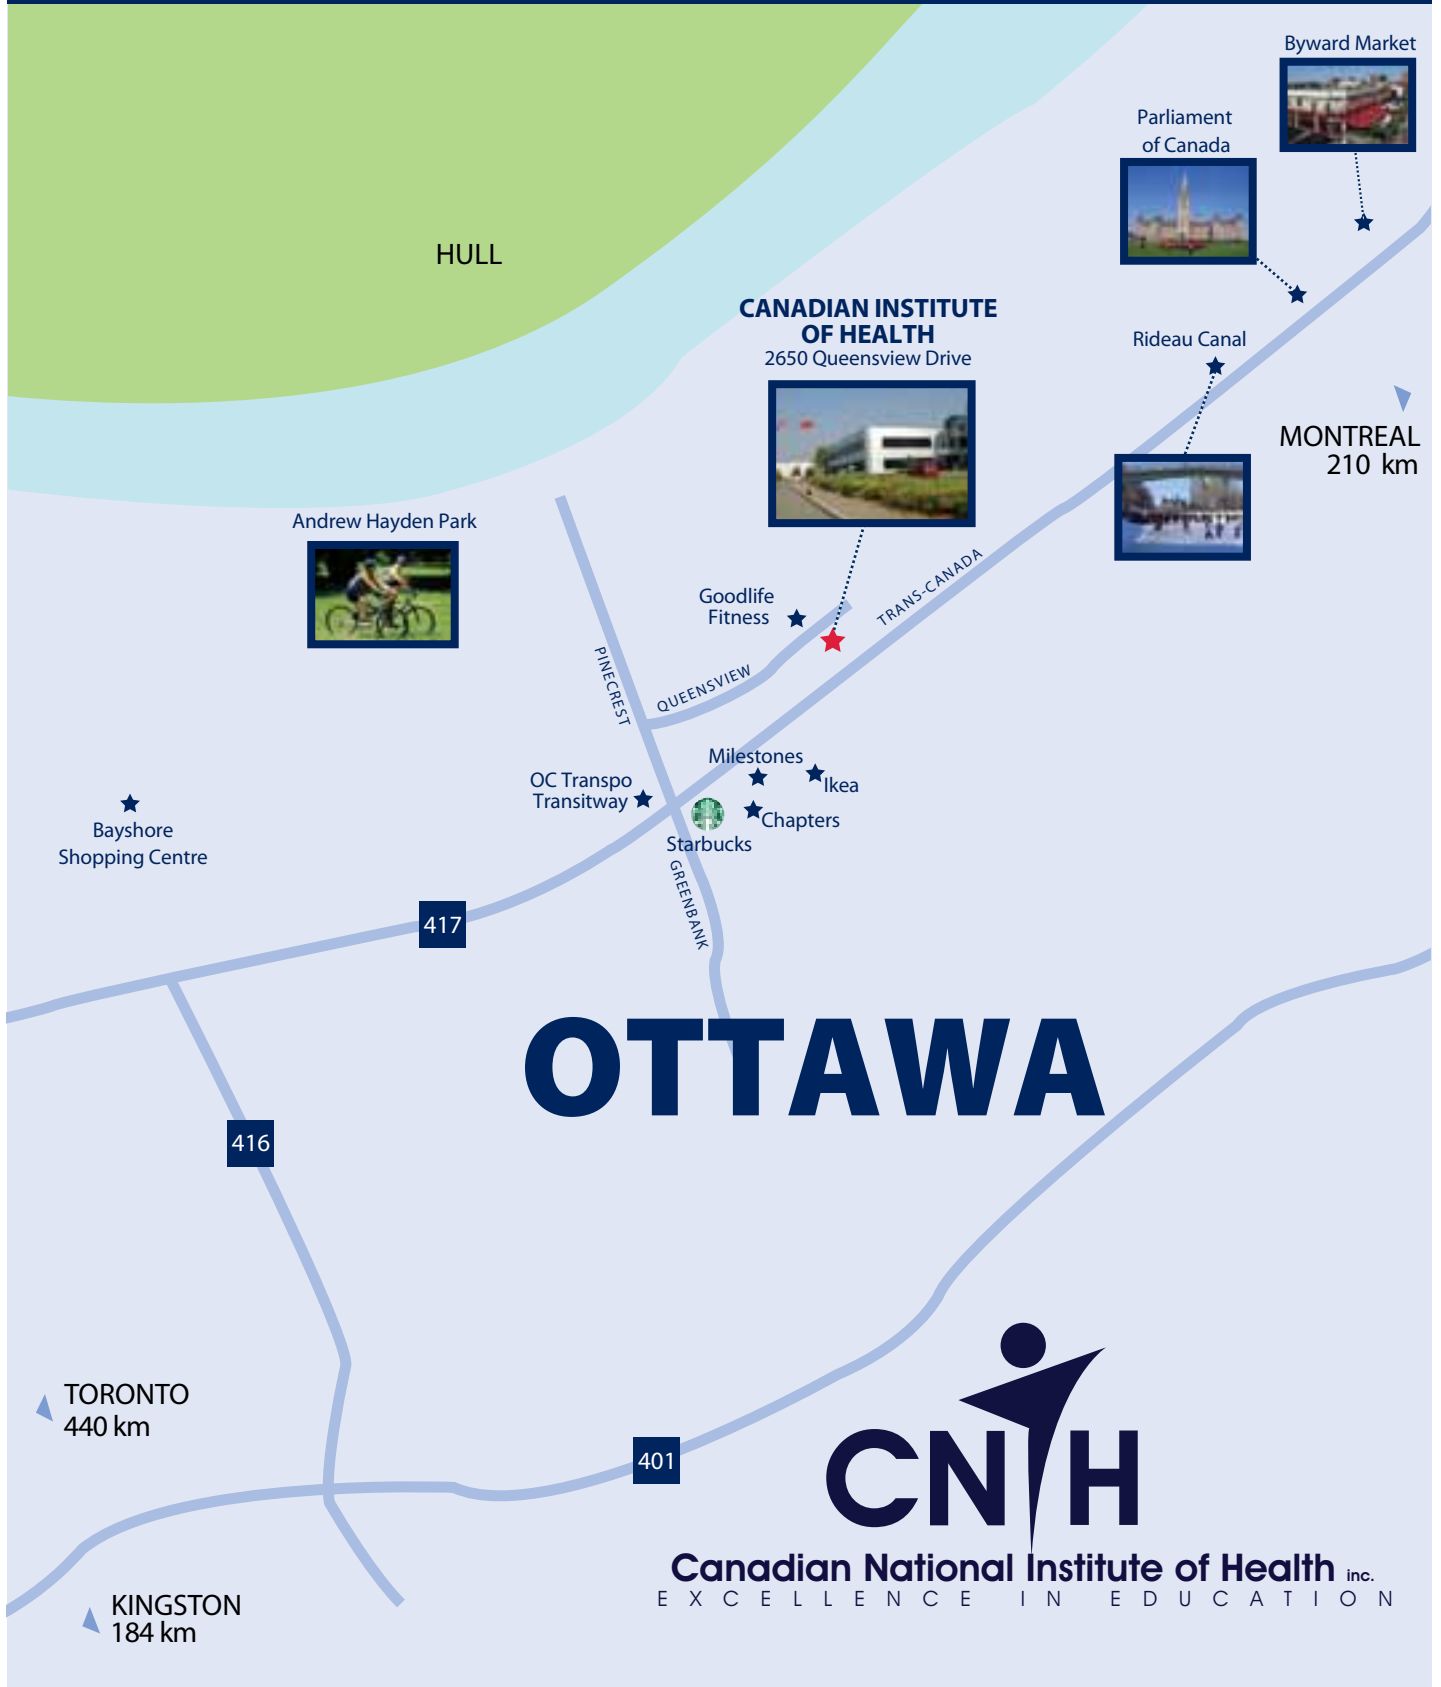 Byward Market
Parliament
of Canada
HULL
CANADIAN INSTITUTE
OF HEALTH
2650 Queensview Drive
Rideau Canal
MONTREAL
210 km
Andrew Hayden Park
Goodlife
Fitness
TRANS-CANADA
PINECREST
QUEENSVIEW
Milestones
Ikea
OC Transpo
Transitway
Chapters
Starbucks
Bayshore
Shopping Centre
GREENBANK
417
OTTAWA
416
TORONTO
440 km
401
CNIH
Canadian National Institute of Health inc.
EXCELLENCE IN EDUCATION
KINGSTON
184 km